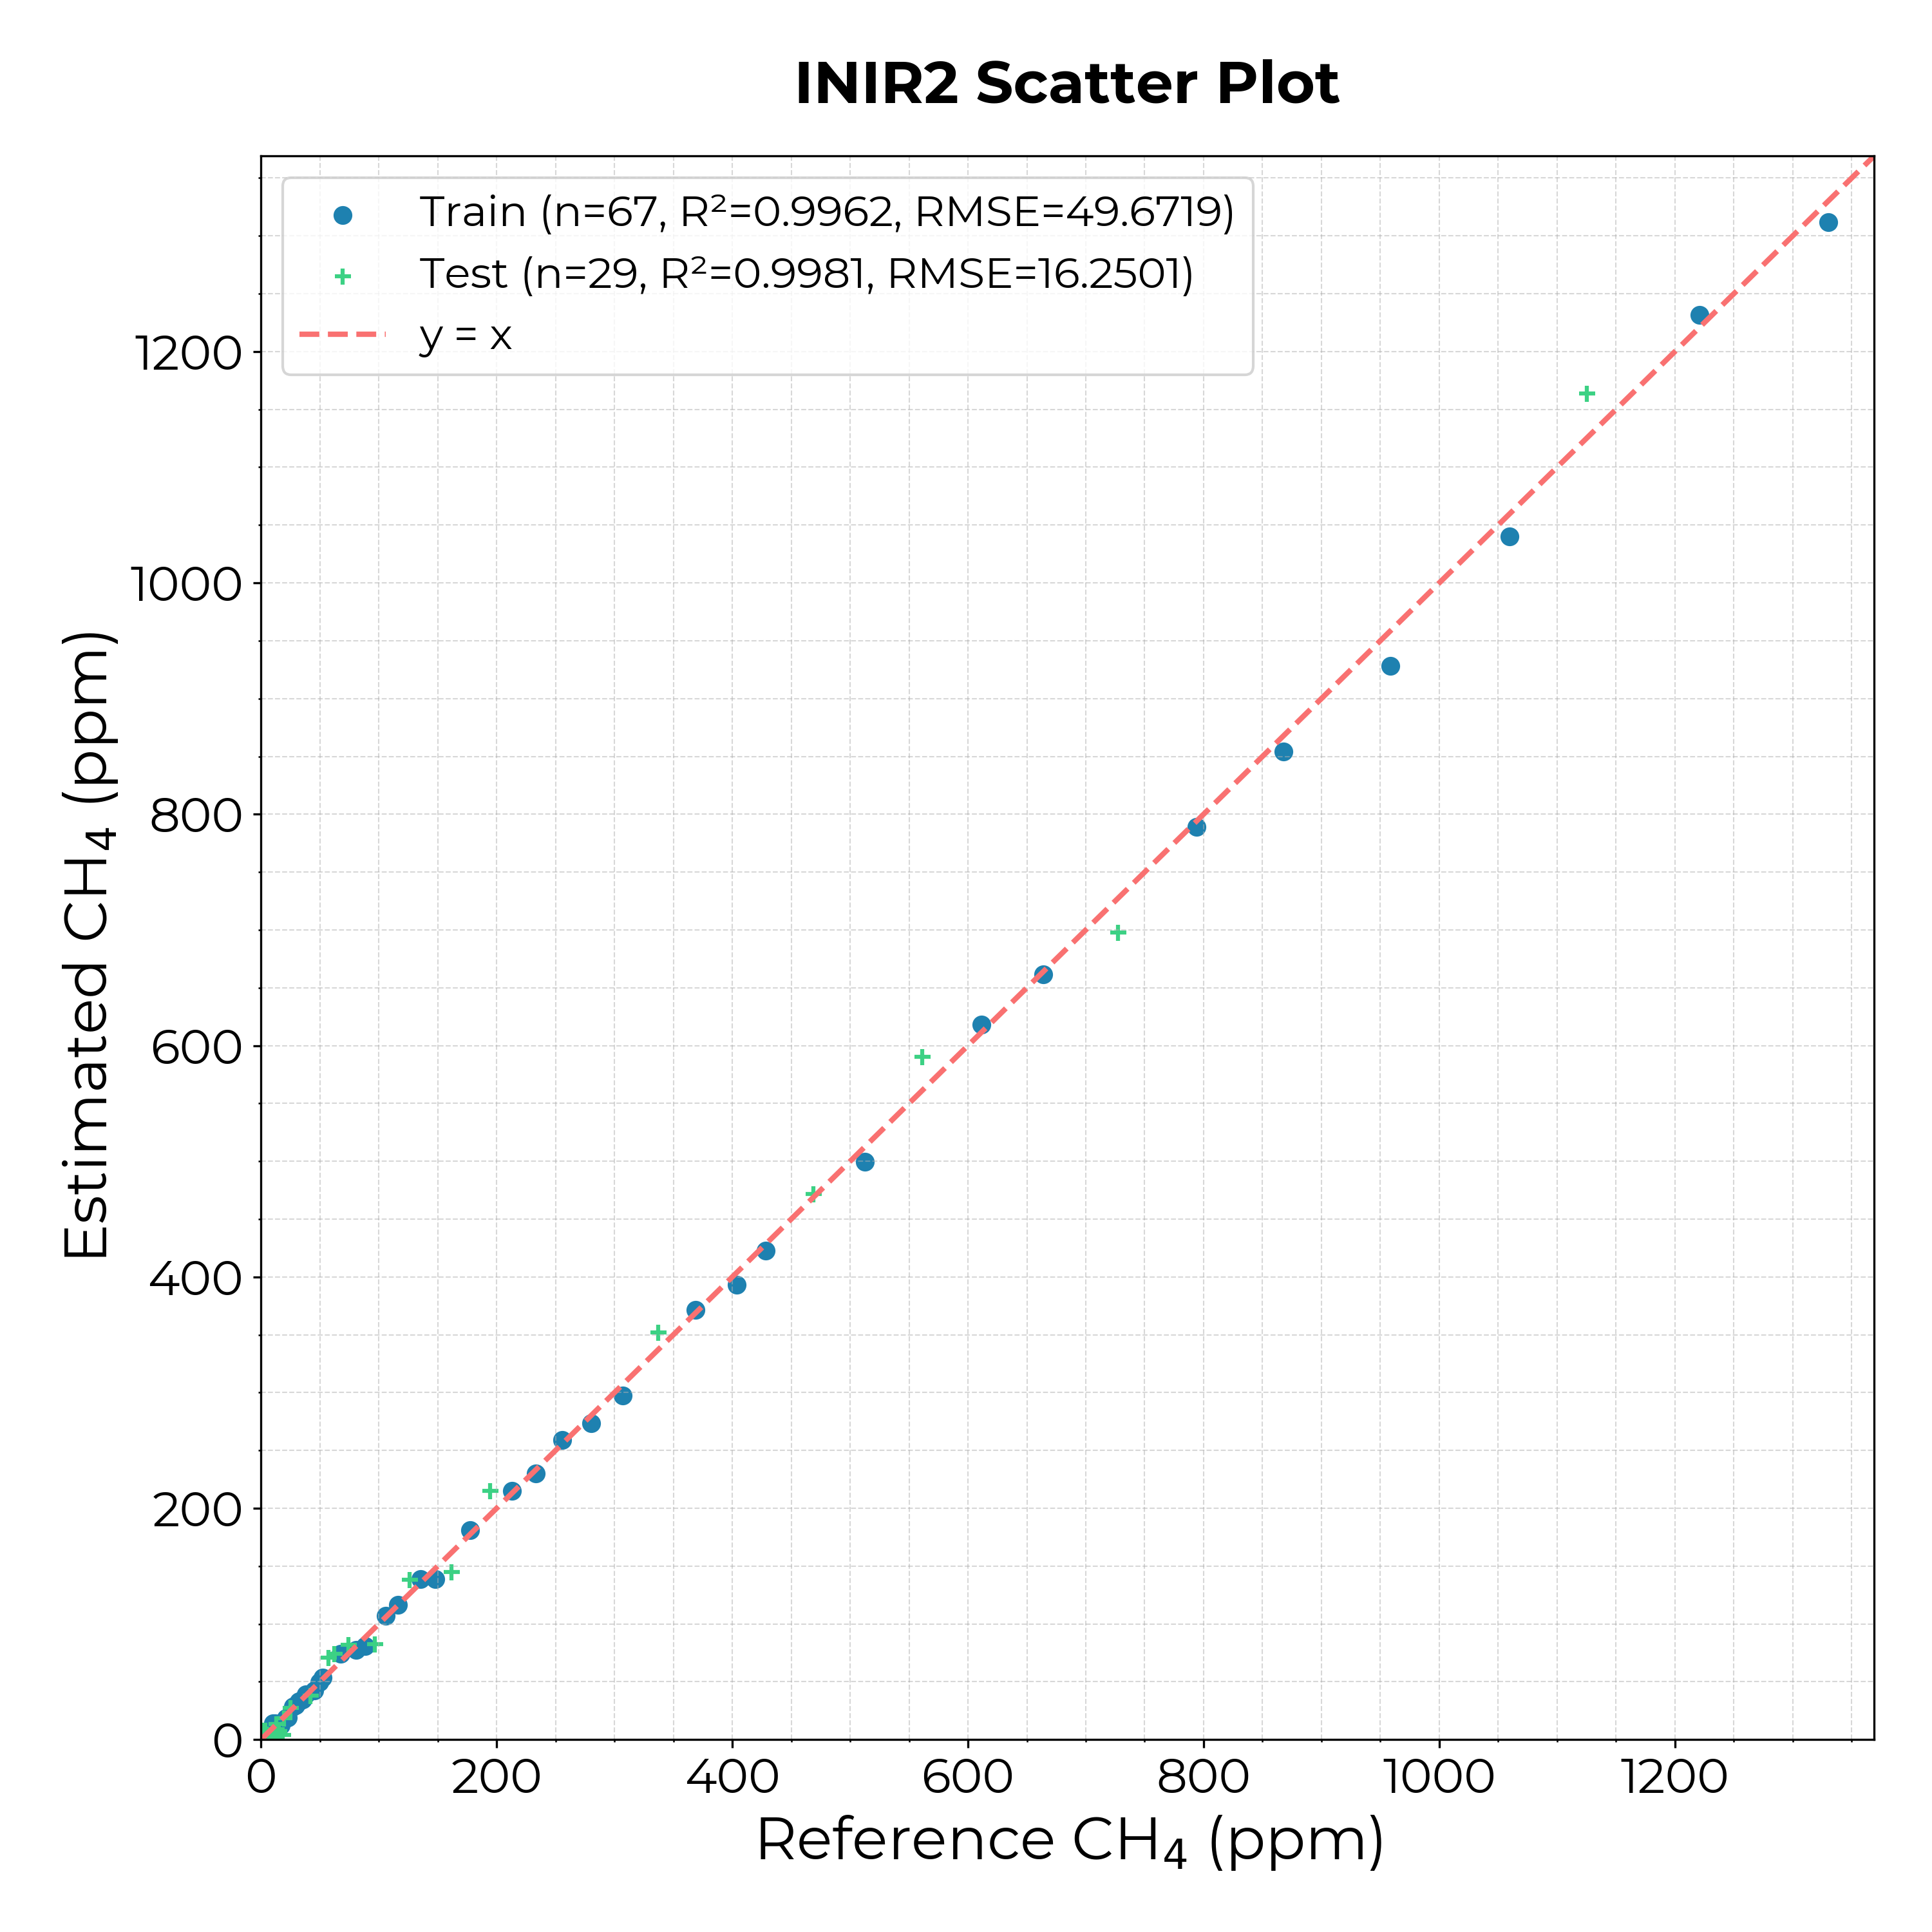 INIR2 Scatter Plot
Train (n=67, R²=0.9962, RMSE=49.6719)
Test (n=29, R²=0.9981, RMSE=16.2501)
y = x
Estimated CH₄ (ppm)
1200
1000
800
600
400
200
0
0 200 400 600 800 1000 1200
Reference CH₄ (ppm)